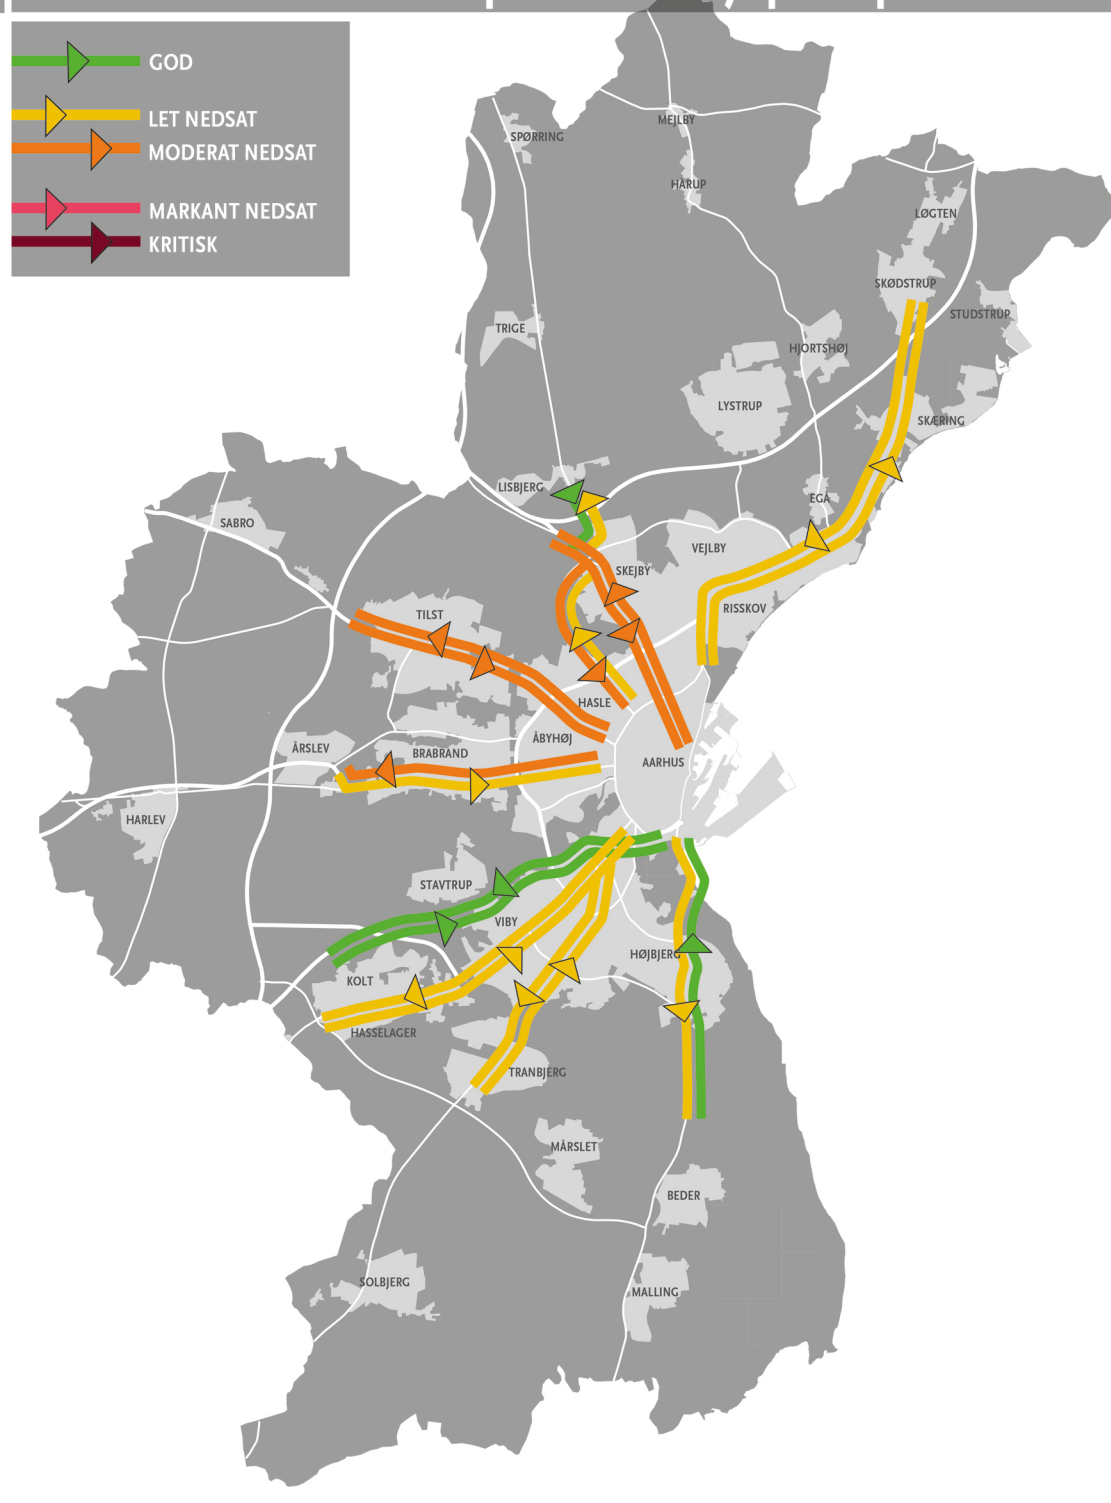 GOD
LET NEDSAT
MODERAT NEDSAT
MARKANT NEDSAT
KRITISK
SPØRRING
MEJLBY
HÅRUP
LØGTEN
SKØDSTRUP
STUDSTRUP
TRIGE
HJORTSHØJ
LYSTRUP
SKÆRING
LISBJERG
EGÅ
SABRO
VEJLBY
SKEJBY
RISSKOV
TILST
HASLE
ÅBYHØJ
ÅRSLEV
BRABRAND
AARHUS
HARLEV
STAVTRUP
VIBY
HØJBJERG
KOLT
HASSELAGER
TRANBJERG
MÅRSLET
BEDER
SOLBJERG
MALLING